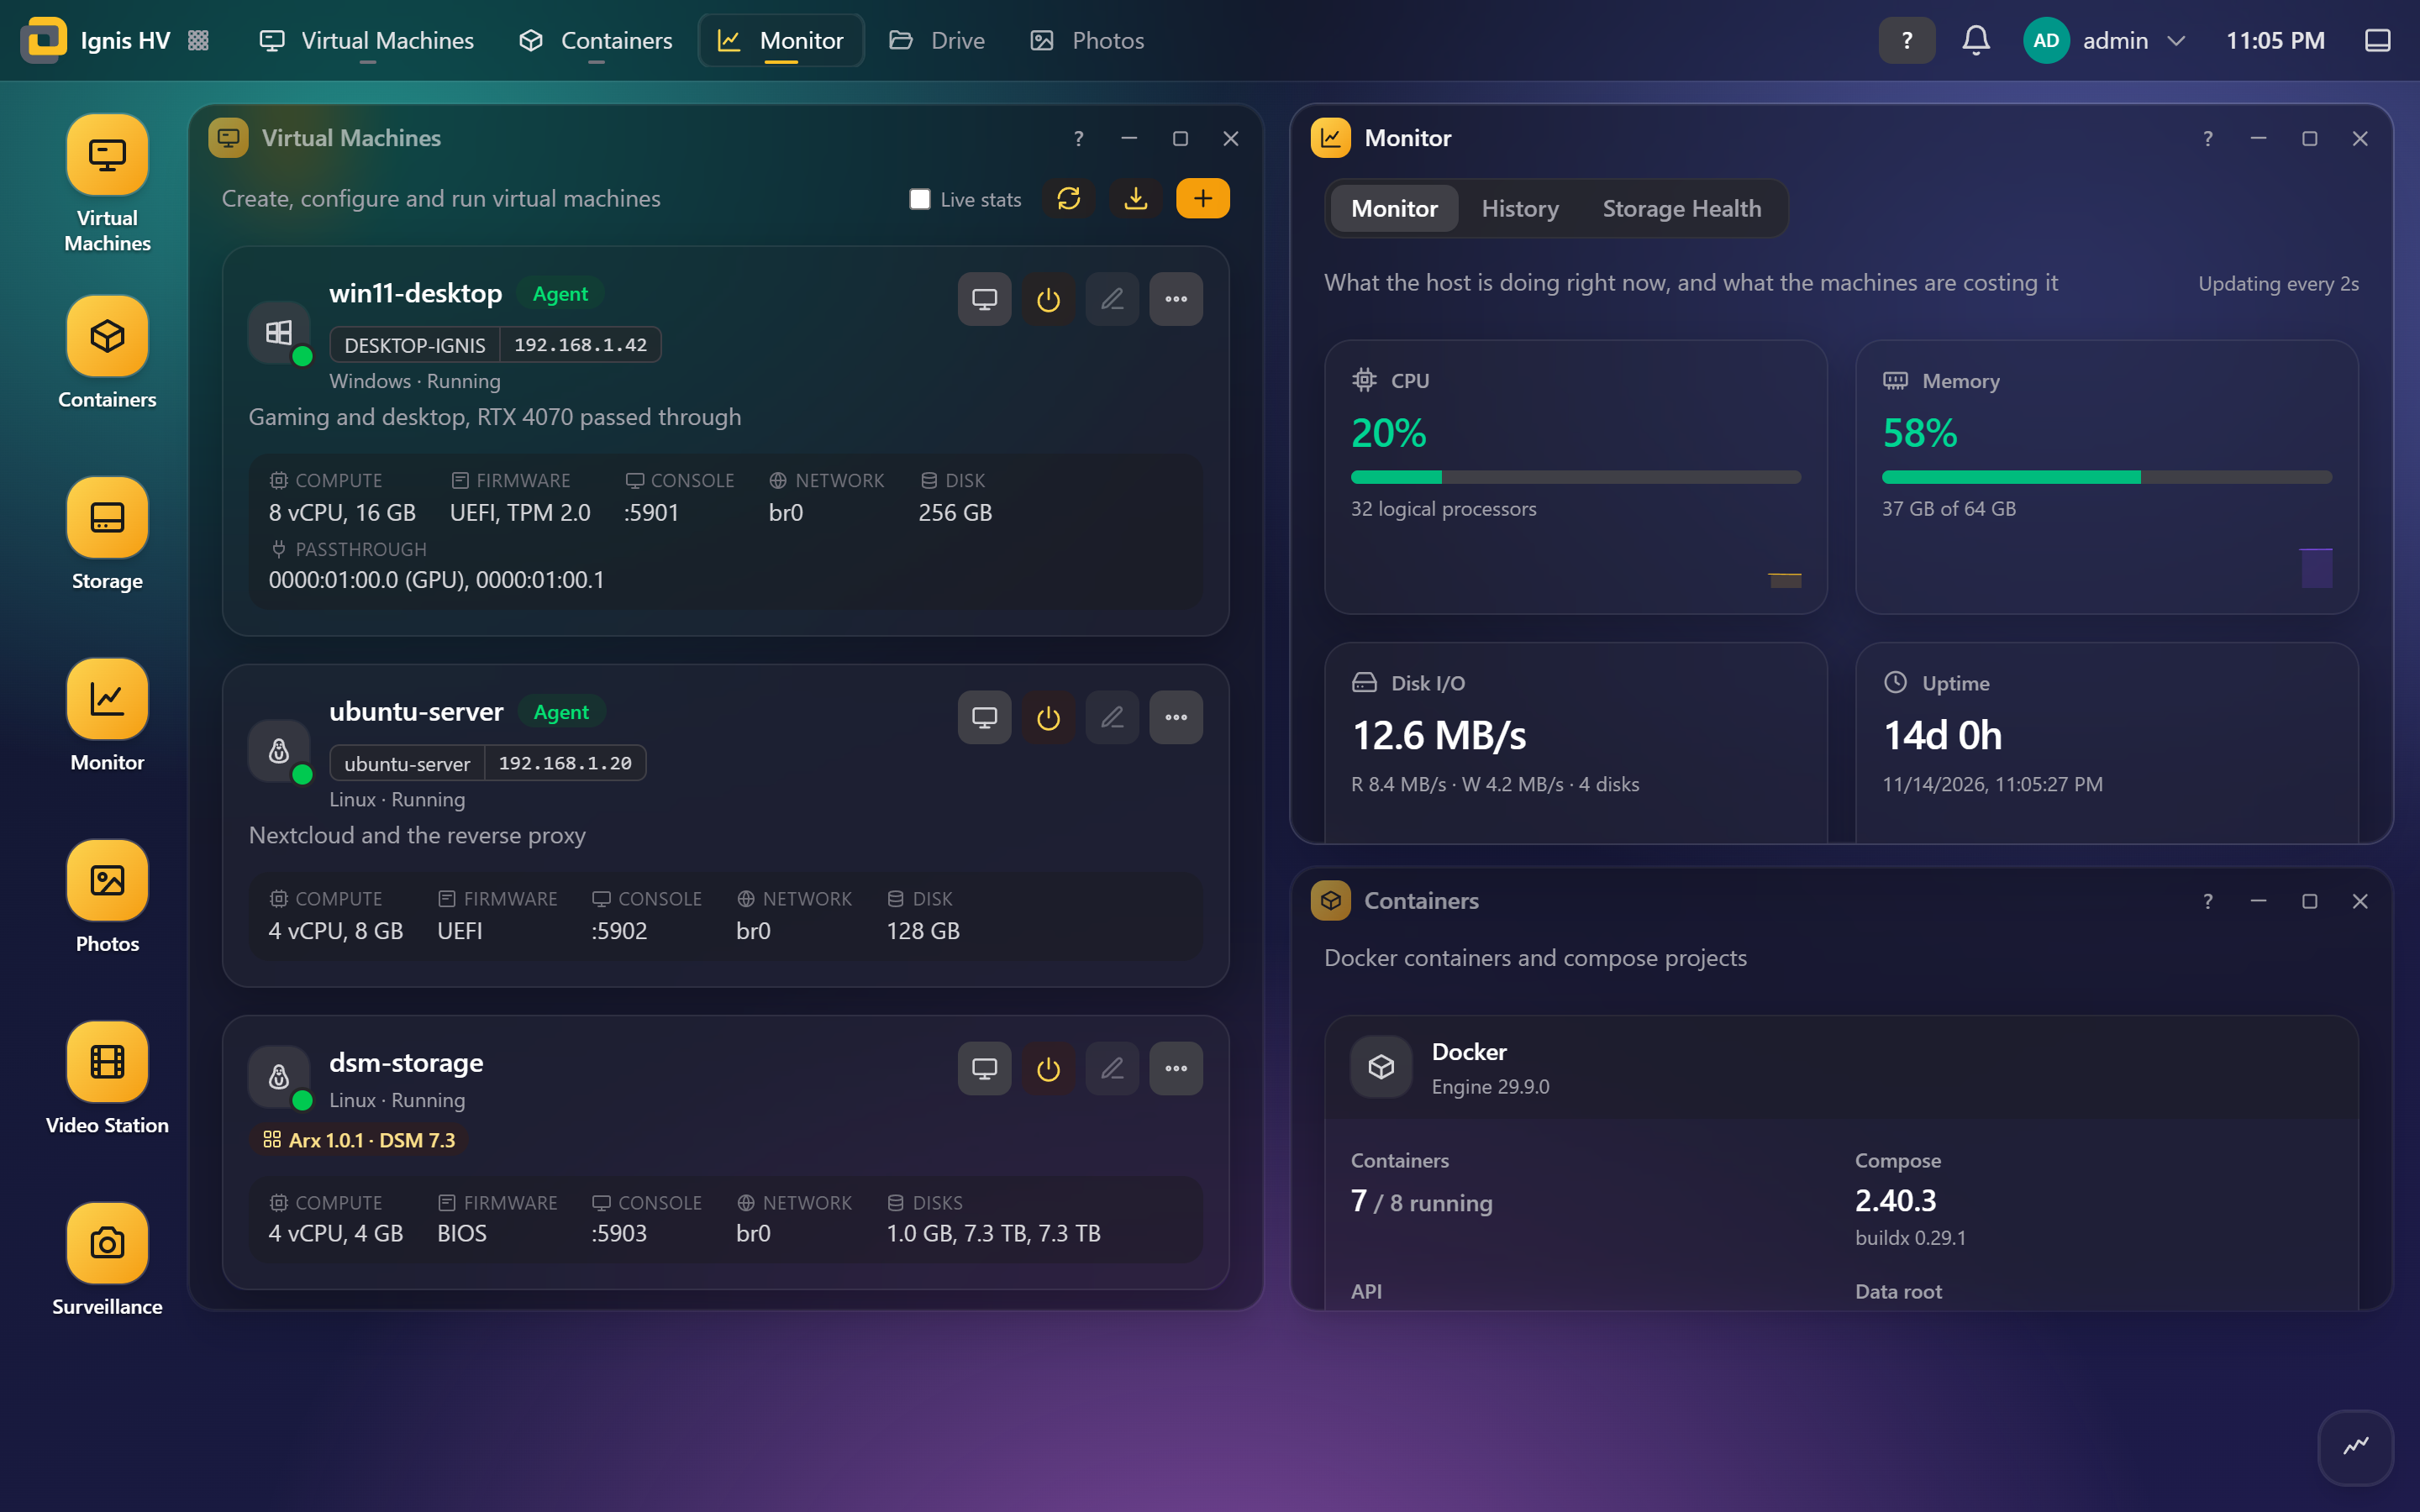 Ignis HV
Virtual Machines
Containers
Monitor
Drive
Photos
?
AD
admin
11:05 PM
Virtual
Machines
Containers
Storage
Monitor
Photos
Video Station
Surveillance
Virtual Machines
?
Create, configure and run virtual machines
Live stats
win11-desktop
Agent
DESKTOP-IGNIS
192.168.1.42
Windows · Running
Gaming and desktop, RTX 4070 passed through
COMPUTE
8 vCPU, 16 GB
FIRMWARE
UEFI, TPM 2.0
CONSOLE
:5901
NETWORK
br0
DISK
256 GB
PASSTHROUGH
0000:01:00.0 (GPU), 0000:01:00.1
ubuntu-server
Agent
ubuntu-server
192.168.1.20
Linux · Running
Nextcloud and the reverse proxy
COMPUTE
4 vCPU, 8 GB
FIRMWARE
UEFI
CONSOLE
:5902
NETWORK
br0
DISK
128 GB
dsm-storage
Linux · Running
Arx 1.0.1 · DSM 7.3
COMPUTE
4 vCPU, 4 GB
FIRMWARE
BIOS
CONSOLE
:5903
NETWORK
br0
DISKS
1.0 GB, 7.3 TB, 7.3 TB
Monitor
?
Monitor
History
Storage Health
What the host is doing right now, and what the machines are costing it
Updating every 2s
CPU
20%
32 logical processors
Memory
58%
37 GB of 64 GB
Disk I/O
12.6 MB/s
R 8.4 MB/s · W 4.2 MB/s · 4 disks
Uptime
14d 0h
11/14/2026, 11:05:27 PM
Containers
?
Docker containers and compose projects
Docker
Engine 29.9.0
Containers
7 / 8 running
Compose
2.40.3
buildx 0.29.1
API
Data root